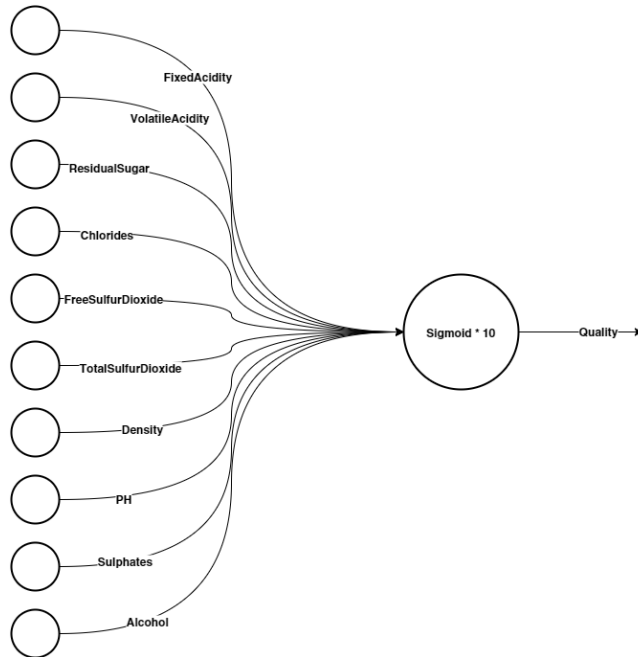 FixedAcidity
VolatileAcidity
ResidualSugar
Chlorides
FreeSulfurDioxide
Sigmoid * 10
Quality
TotalSulfurDioxide
Density
PH
Sulphates
Alcohol